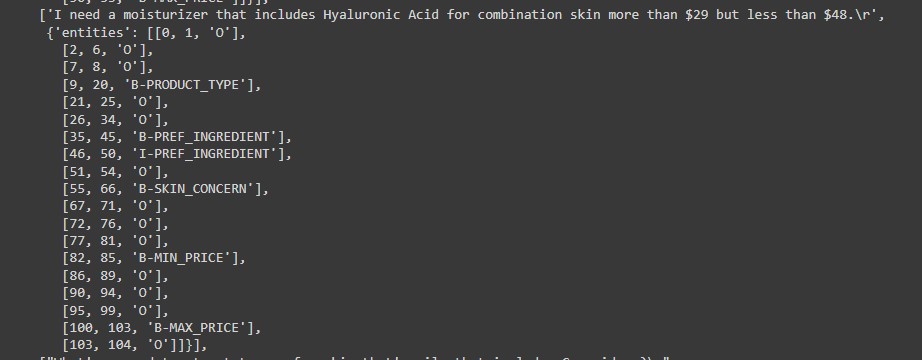 ['I need a moisturizer that includes Hyaluronic Acid for combination skin more than $29 but less than $48.\r',
{'entities': [[0, 1, 'O'],
[2, 6, 'O'],
[7, 8, 'O'],
[9, 20, 'B-PRODUCT_TYPE'],
[21, 25, 'O'],
[26, 34, 'O'],
[35, 45, 'B-PREF_INGREDIENT'],
[46, 50, 'I-PREF_INGREDIENT'],
[51, 54, 'O'],
[55, 66, 'B-SKIN_CONCERN'],
[67, 71, 'O'],
[72, 76, 'O'],
[77, 81, 'O'],
[82, 85, 'B-MIN_PRICE'],
[86, 89, 'O'],
[90, 94, 'O'],
[95, 99, 'O'],
[100, 103, 'B-MAX_PRICE'],
[103, 104, 'O']]}],